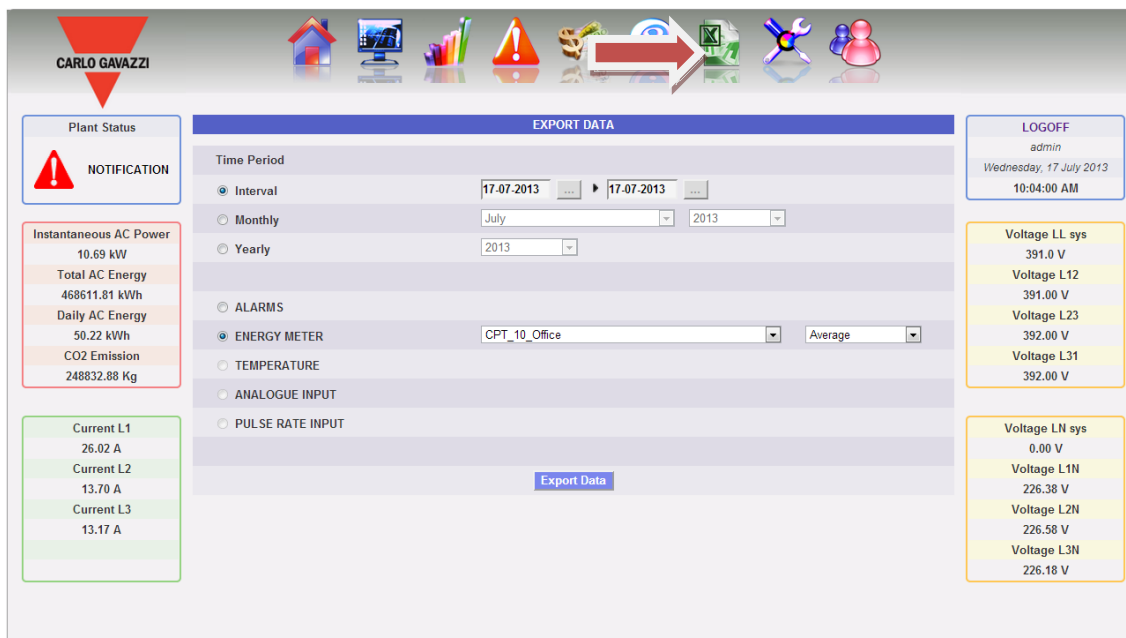 CARLO GAVAZZI
Plant Status
NOTIFICATION
Instantaneous AC Power
10.69 kW
Total AC Energy
468611.81 kWh
Daily AC Energy
50.22 kWh
CO2 Emission
248832.88 Kg
Current L1
26.02 A
Current L2
13.70 A
Current L3
13.17 A
EXPORT DATA
Time Period
Interval 17-07-2013 ... 17-07-2013 ...
Monthly July 2013
Yearly 2013
ALARMS
ENERGY METER CPT_10_Office Average
TEMPERATURE
ANALOGUE INPUT
PULSE RATE INPUT
Export Data
LOGOFF
admin
Wednesday, 17 July 2013
10:04:00 AM
Voltage LL sys
391.0 V
Voltage L12
391.00 V
Voltage L23
392.00 V
Voltage L31
392.00 V
Voltage LN sys
0.00 V
Voltage L1N
226.38 V
Voltage L2N
226.58 V
Voltage L3N
226.18 V